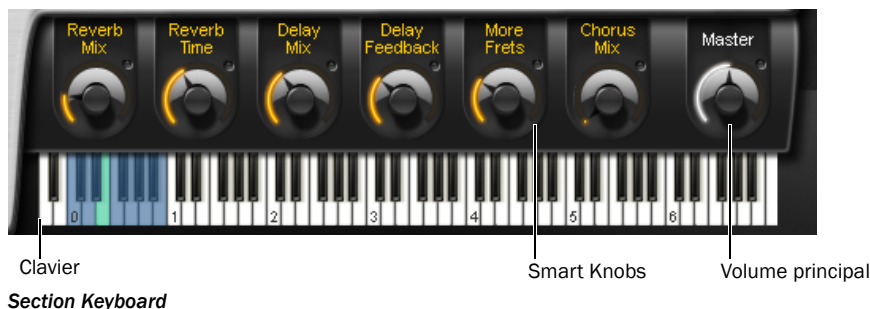 Reverb Mix
Reverb Time
Delay Mix
Delay Feedback
More Frets
Chorus Mix
Master
0 1 2 3 4 5 6
Clavier
Smart Knobs
Volume principal
Section Keyboard